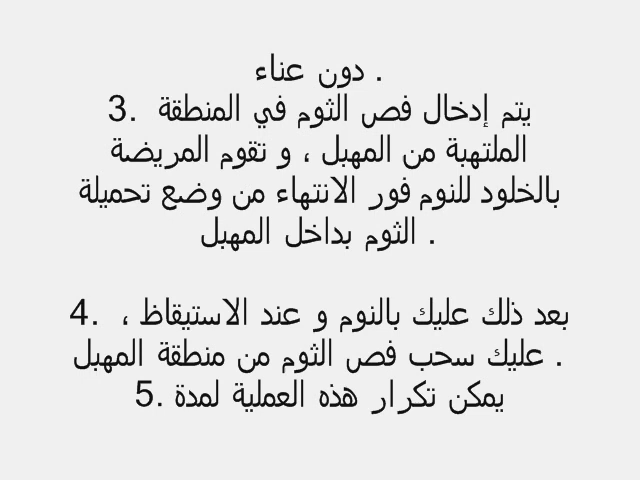 دون عناء .
3. يتم إدخال فص الثوم في المنطقة
الملتهبة من المهبل ، و تقوم المريضة
بالخلود للنوم فور الانتهاء من وضع تحميلة
الثوم بداخل المهبل .
4. بعد ذلك عليك بالنوم و عند الاستيقاظ ،
عليك سحب فص الثوم من منطقة المهبل .
5. يمكن تكرار هذه العملية لمدة